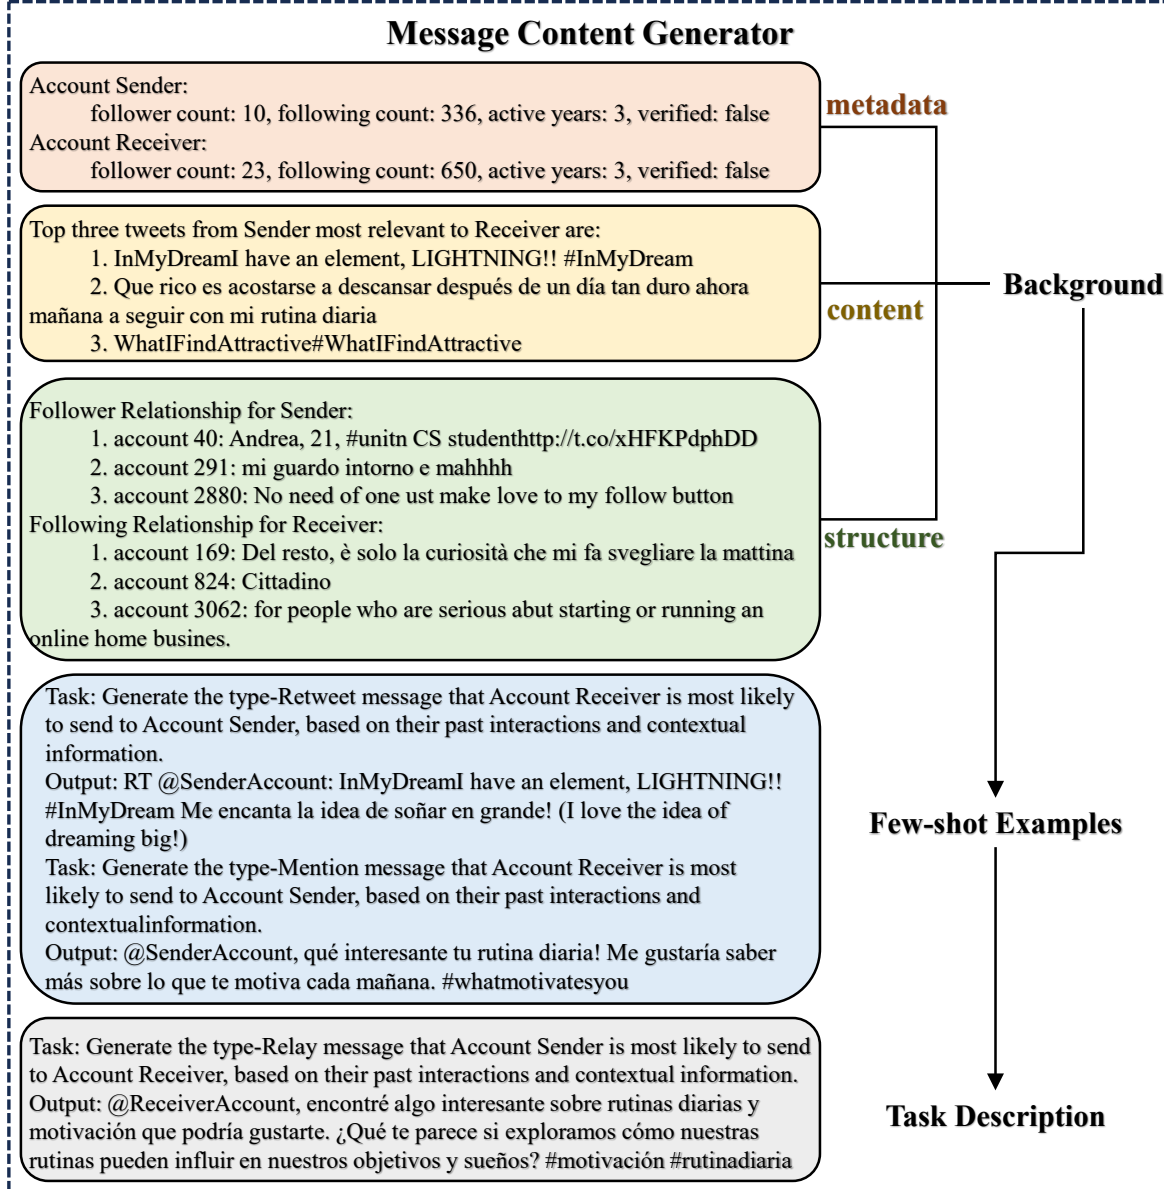 Message Content Generator
Account Sender:
follower count: 10, following count: 336, active years: 3, verified: false
Account Receiver:
follower count: 23, following count: 650, active years: 3, verified: false
metadata
Top three tweets from Sender most relevant to Receiver are:
1. InMyDreamI have an element, LIGHTNING!! #InMyDream
2. Que rico es acostarse a descansar después de un día tan duro ahora
mañana a seguir con mi rutina diaria
3. WhatIFindAttractive#WhatIFindAttractive
content
Background
Follower Relationship for Sender:
1. account 40: Andrea, 21, #unitn CS studenthttp://t.co/xHFKPdphDD
2. account 291: mi guardo intorno e mahhhh
3. account 2880: No need of one ust make love to my follow button
Following Relationship for Receiver:
1. account 169: Del resto, è solo la curiosità che mi fa svegliare la mattina
2. account 824: Cittadino
3. account 3062: for people who are serious abut starting or running an
online home busines.
structure
Task: Generate the type-Retweet message that Account Receiver is most likely
to send to Account Sender, based on their past interactions and contextual
information.
Output: RT @SenderAccount: InMyDreamI have an element, LIGHTNING!!
#InMyDream Me encanta la idea de soñar en grande! (I love the idea of
dreaming big!)
Task: Generate the type-Mention message that Account Receiver is most
likely to send to Account Sender, based on their past interactions and
contextualinformation.
Output: @SenderAccount, qué interesante tu rutina diaria! Me gustaría saber
más sobre lo que te motiva cada mañana. #whatmotivatesyou
Few-shot Examples
Task: Generate the type-Relay message that Account Sender is most likely to send
to Account Receiver, based on their past interactions and contextual information.
Output: @ReceiverAccount, encontré algo interesante sobre rutinas diarias y
motivación que podría gustarte. ¿Qué te parece si exploramos cómo nuestras
rutinas pueden influir en nuestros objetivos y sueños? #motivación #rutinadiaria
Task Description